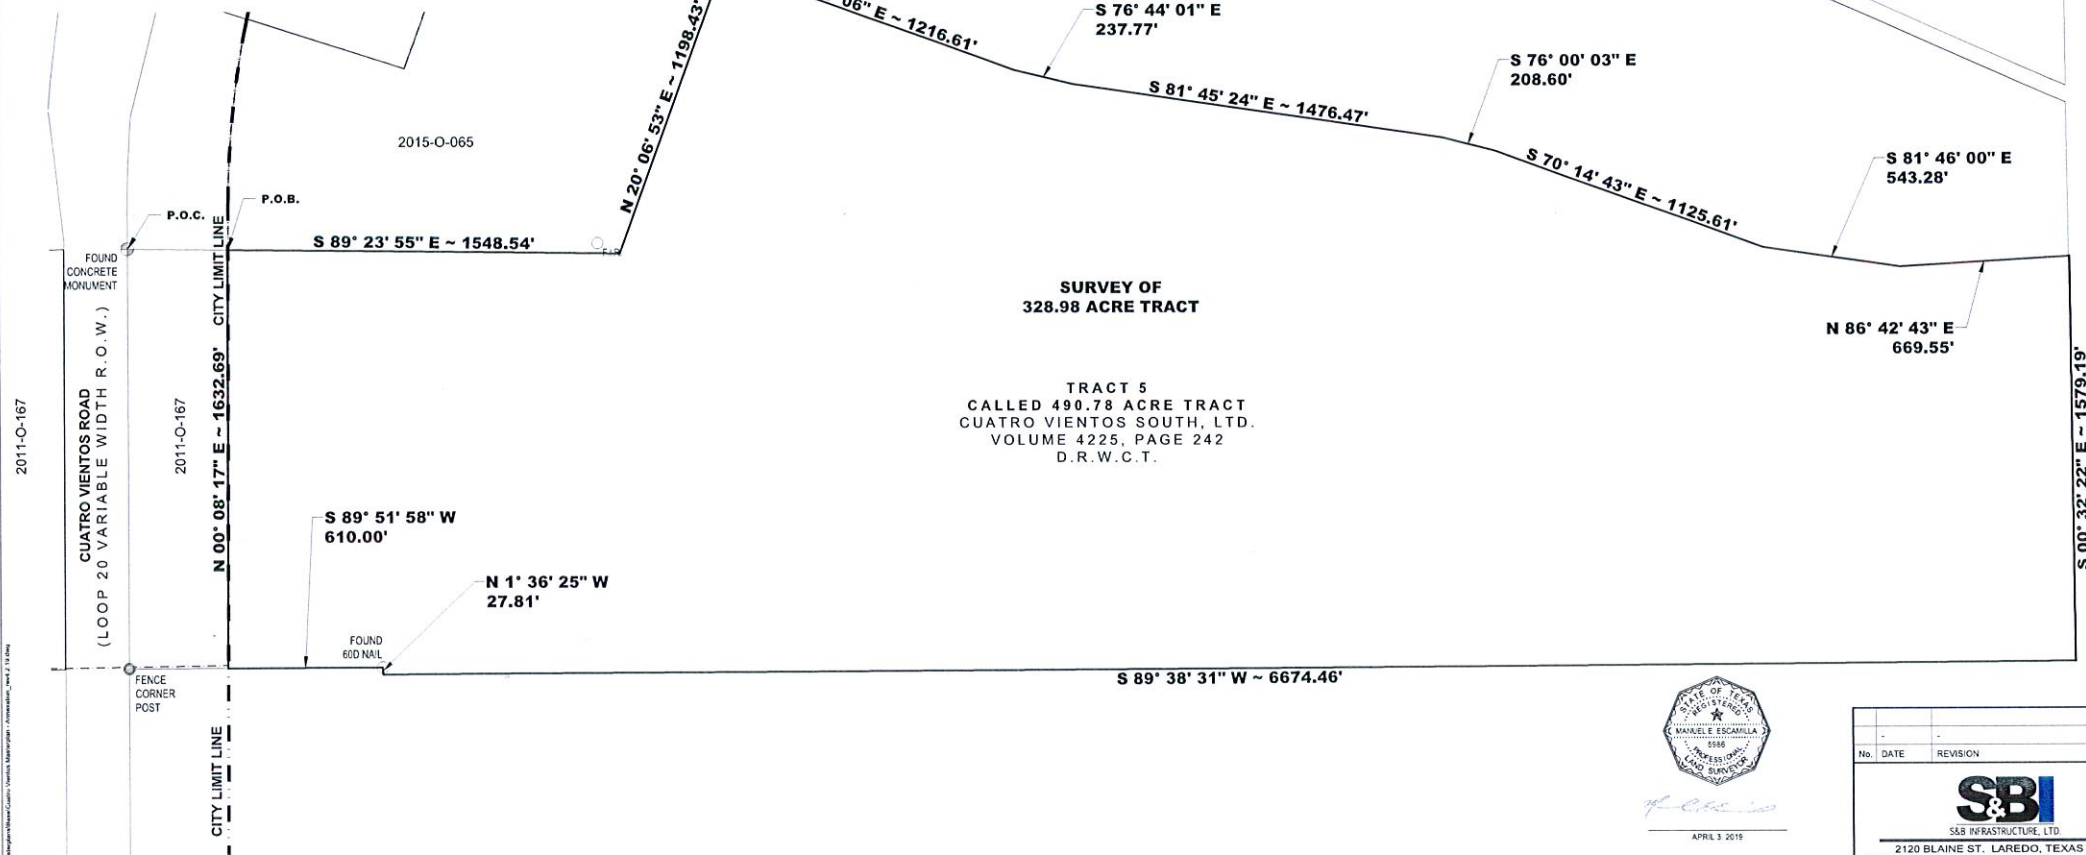 06" E ~ 1216.61'
S 76° 44' 01" E
237.77'
S 76° 00' 03" E
208.60'
S 81° 45' 24" E ~ 1476.47'
S 70° 14' 43" E ~ 1125.61'
S 81° 46' 00" E
543.28'
N 20° 06' 53" E ~ 1198.43'
2015-O-065
P.O.B.
P.O.C.
S 89° 23' 55" E ~ 1548.54'
FOUND
CONCRETE
MONUMENT
CITY LIMIT LINE
SURVEY OF
328.98 ACRE TRACT
N 86° 42' 43" E
669.55'
TRACT 5
CALLED 490.78 ACRE TRACT
CUATRO VIENTOS SOUTH, LTD.
VOLUME 4225, PAGE 242
D.R.W.C.T.
S 00° 32' 22" E ~ 1579.19'
2011-O-167
CUATRO VIENTOS ROAD
(LOOP 20 VARIABLE WIDTH R.O.W.)
2011-O-167
N 00° 08' 17" E ~ 1632.69'
S 89° 51' 58" W
610.00'
N 1° 36' 25" W
27.81'
FOUND
60D NAIL
FENCE
CORNER
POST
S 89° 38' 31" W ~ 6674.46'
CITY LIMIT LINE
STATE OF TEXAS
REGISTERED
MANUEL E. ESCAMILLA
5986
PROFESSIONAL
LAND SURVEYOR
APRIL 3, 2019
No. DATE REVISION
S&BI
S&B INFRASTRUCTURE, LTD.
2120 BLAINE ST. LAREDO, TEXAS